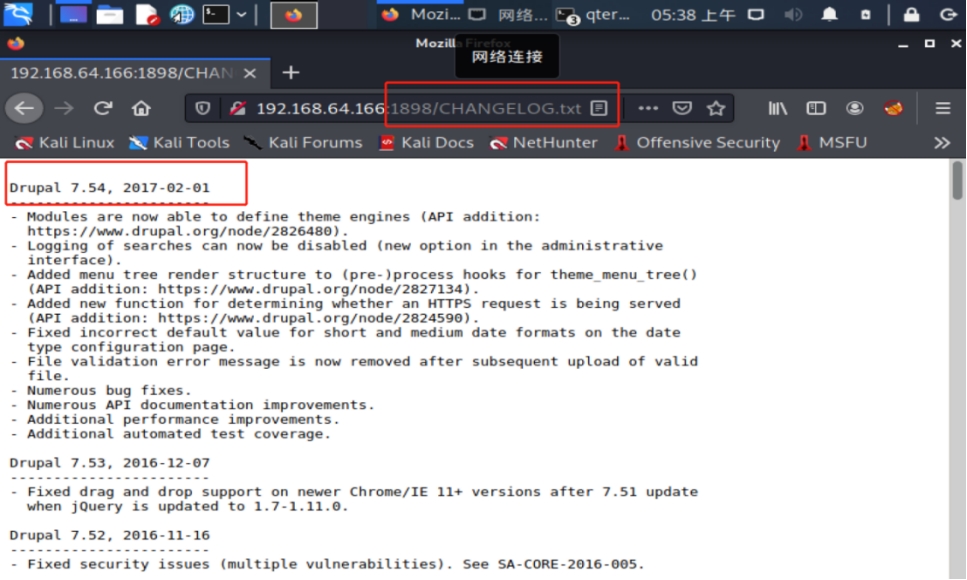 Mozi...
网络...
3
qter...
05:38 上午
Mozilla Firefox
网络连接
192.168.64.166:1898/CHAN
192.168.64.166:1898/CHANGELOG.txt
Kali Linux
Kali Tools
Kali Forums
Kali Docs
NetHunter
Offensive Security
MSFU
Drupal 7.54, 2017-02-01
------------------------
- Modules are now able to define theme engines (API addition:
https://www.drupal.org/node/2826480).
- Logging of searches can now be disabled (new option in the administrative
interface).
- Added menu tree render structure to (pre-)process hooks for theme_menu_tree()
(API addition: https://www.drupal.org/node/2827134).
- Added new function for determining whether an HTTPS request is being served
(API addition: https://www.drupal.org/node/2824590).
- Fixed incorrect default value for short and medium date formats on the date
type configuration page.
- File validation error message is now removed after subsequent upload of valid
file.
- Numerous bug fixes.
- Numerous API documentation improvements.
- Additional performance improvements.
- Additional automated test coverage.
Drupal 7.53, 2016-12-07
------------------------
- Fixed drag and drop support on newer Chrome/IE 11+ versions after 7.51 update
when jQuery is updated to 1.7-1.11.0.
Drupal 7.52, 2016-11-16
------------------------
- Fixed security issues (multiple vulnerabilities). See SA-CORE-2016-005.